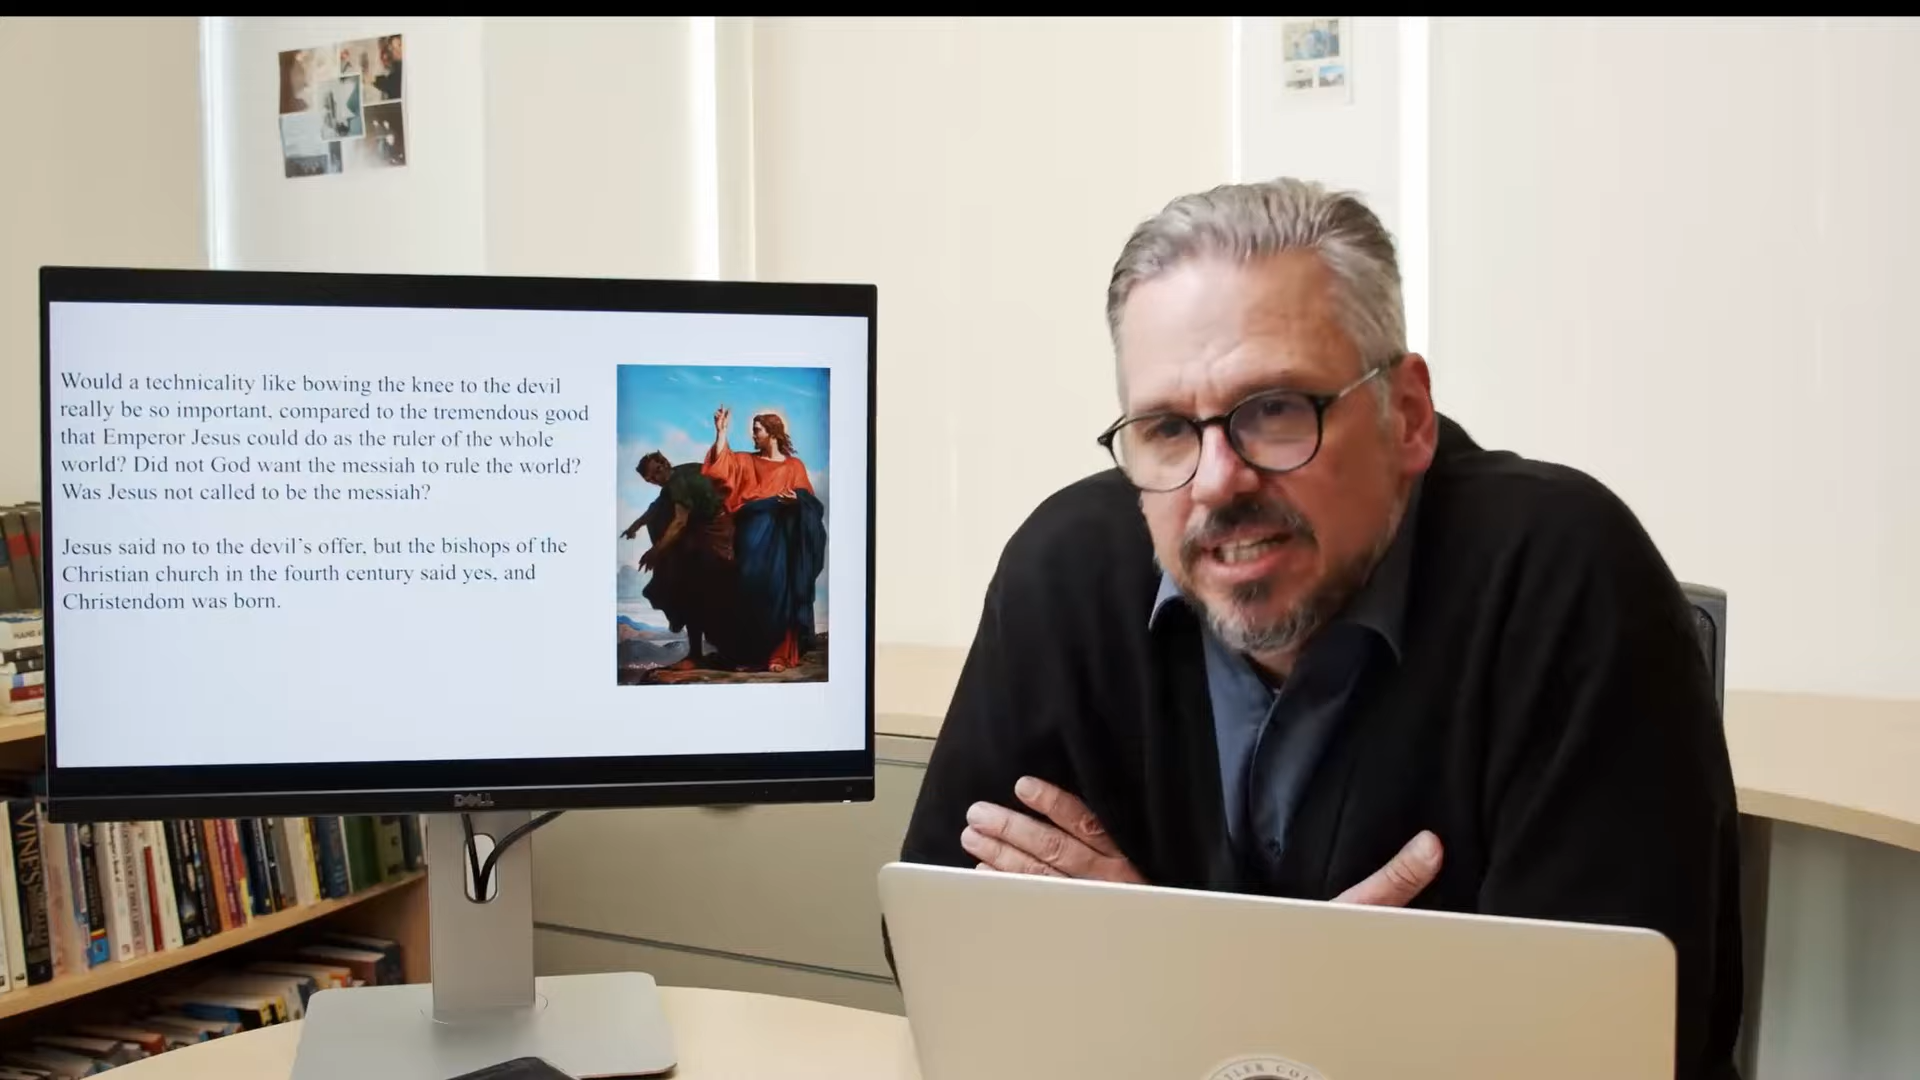 Would a technicality like bowing the knee to the devil
really be so important, compared to the tremendous good
that Emperor Jesus could do as the ruler of the whole
world? Did not God want the messiah to rule the world?
Was Jesus not called to be the messiah?
Jesus said no to the devil's offer, but the bishops of the
Christian church in the fourth century said yes, and
Christendom was born.
DELL
VINE'S